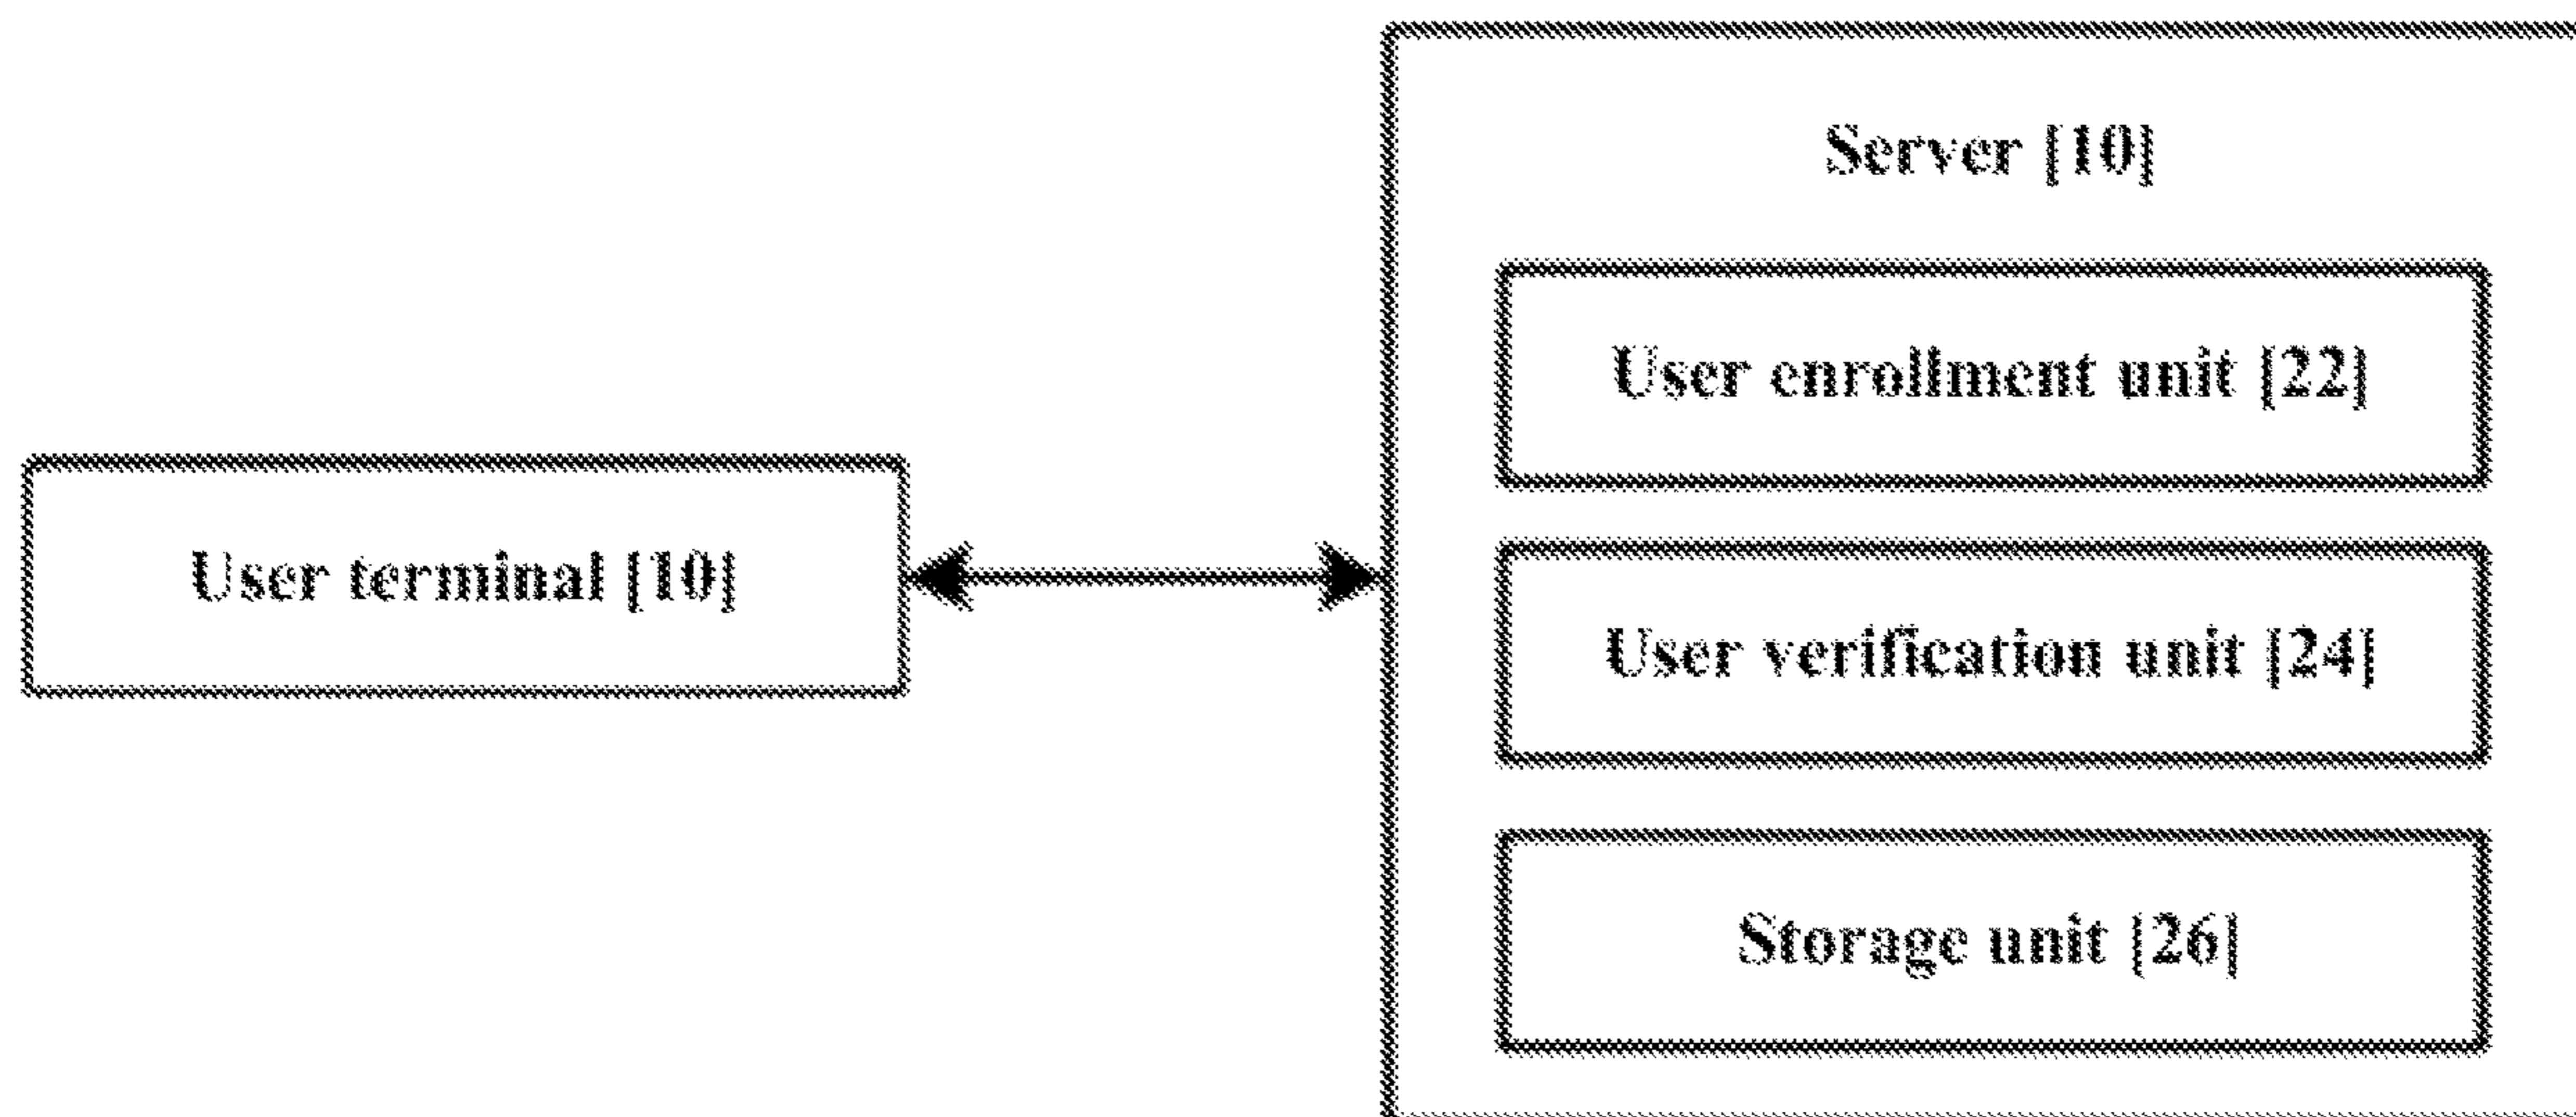 Server [10]
User enrollment unit [22]
User terminal [10]
User verification unit [24]
Storage unit [26]